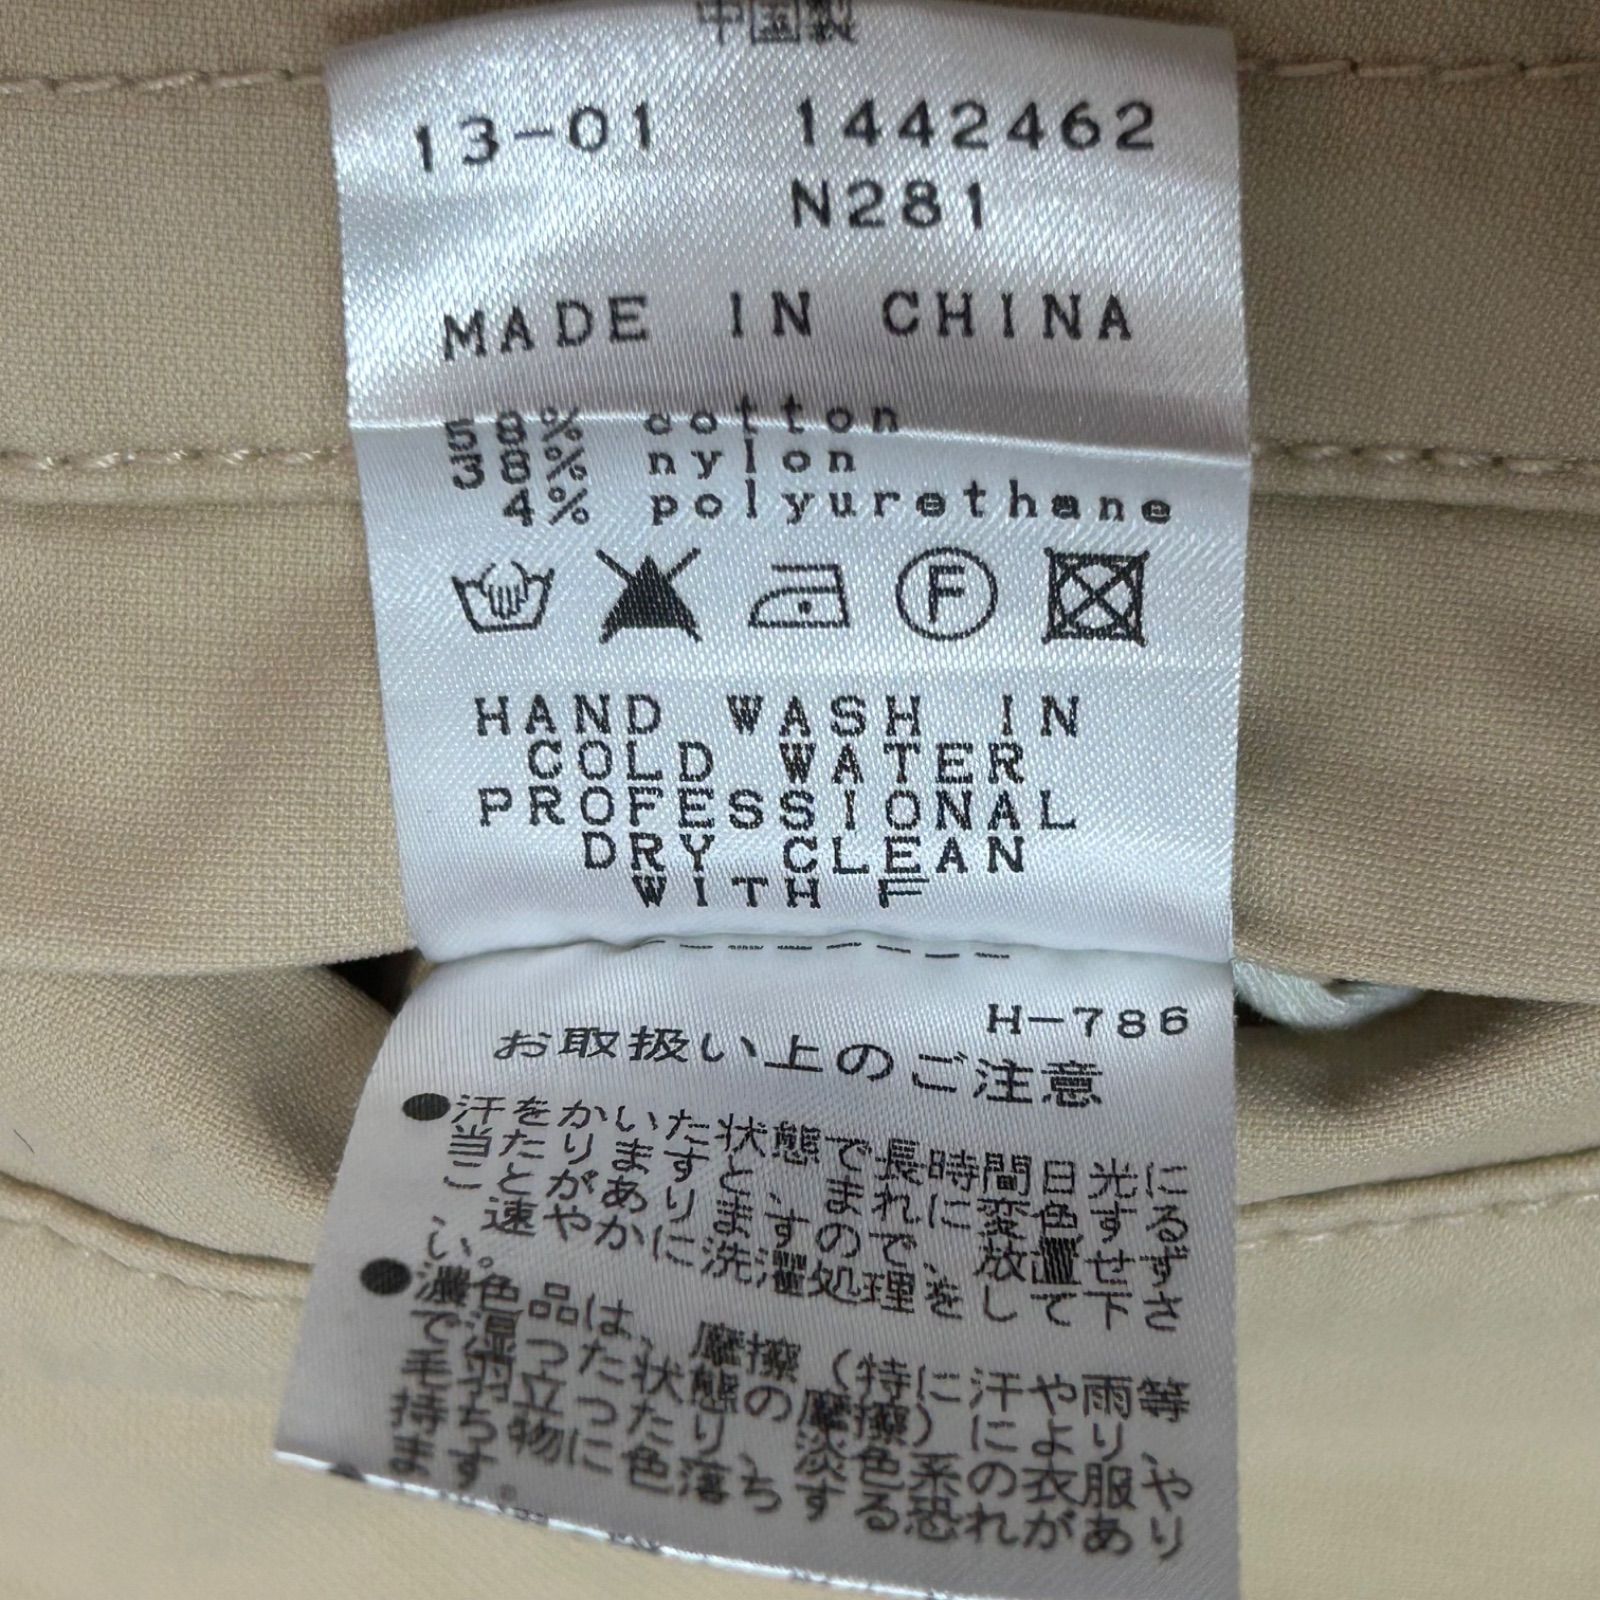 中国製
13-01 1442462
N281
MADE IN CHINA
58% cotton
38% nylon
4% polyurethane
F
HAND WASH IN
COLD WATER
PROFESSIONAL
DRY CLEAN
WITH F
H-786
お取扱い上のご注意
●汗をかいた状態で長時間日光に
当たりますと、まれに変色する
ことがありますので、放置せず
速やかに洗濯処理をして下さ
い。
●濃色品は、摩擦(特に汗や雨等
で湿った状態の摩擦)により、
毛羽立ったり、淡色系の衣服や
持ち物に色落ちする恐れがあり
ます。